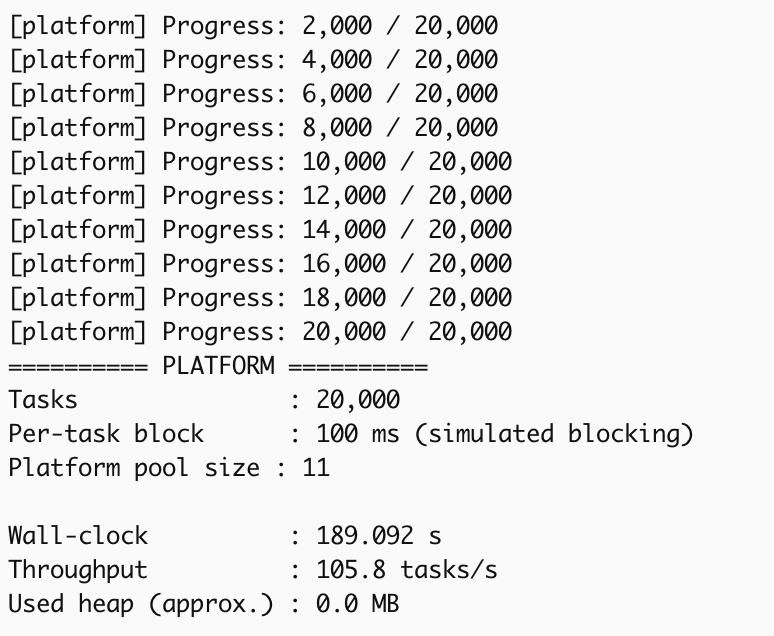 [platform] Progress: 2,000 / 20,000
[platform] Progress: 4,000 / 20,000
[platform] Progress: 6,000 / 20,000
[platform] Progress: 8,000 / 20,000
[platform] Progress: 10,000 / 20,000
[platform] Progress: 12,000 / 20,000
[platform] Progress: 14,000 / 20,000
[platform] Progress: 16,000 / 20,000
[platform] Progress: 18,000 / 20,000
[platform] Progress: 20,000 / 20,000
========== PLATFORM ==========
Tasks               : 20,000
Per-task block      : 100 ms (simulated blocking)
Platform pool size : 11
Wall-clock          : 189.092 s
Throughput          : 105.8 tasks/s
Used heap (approx.) : 0.0 MB